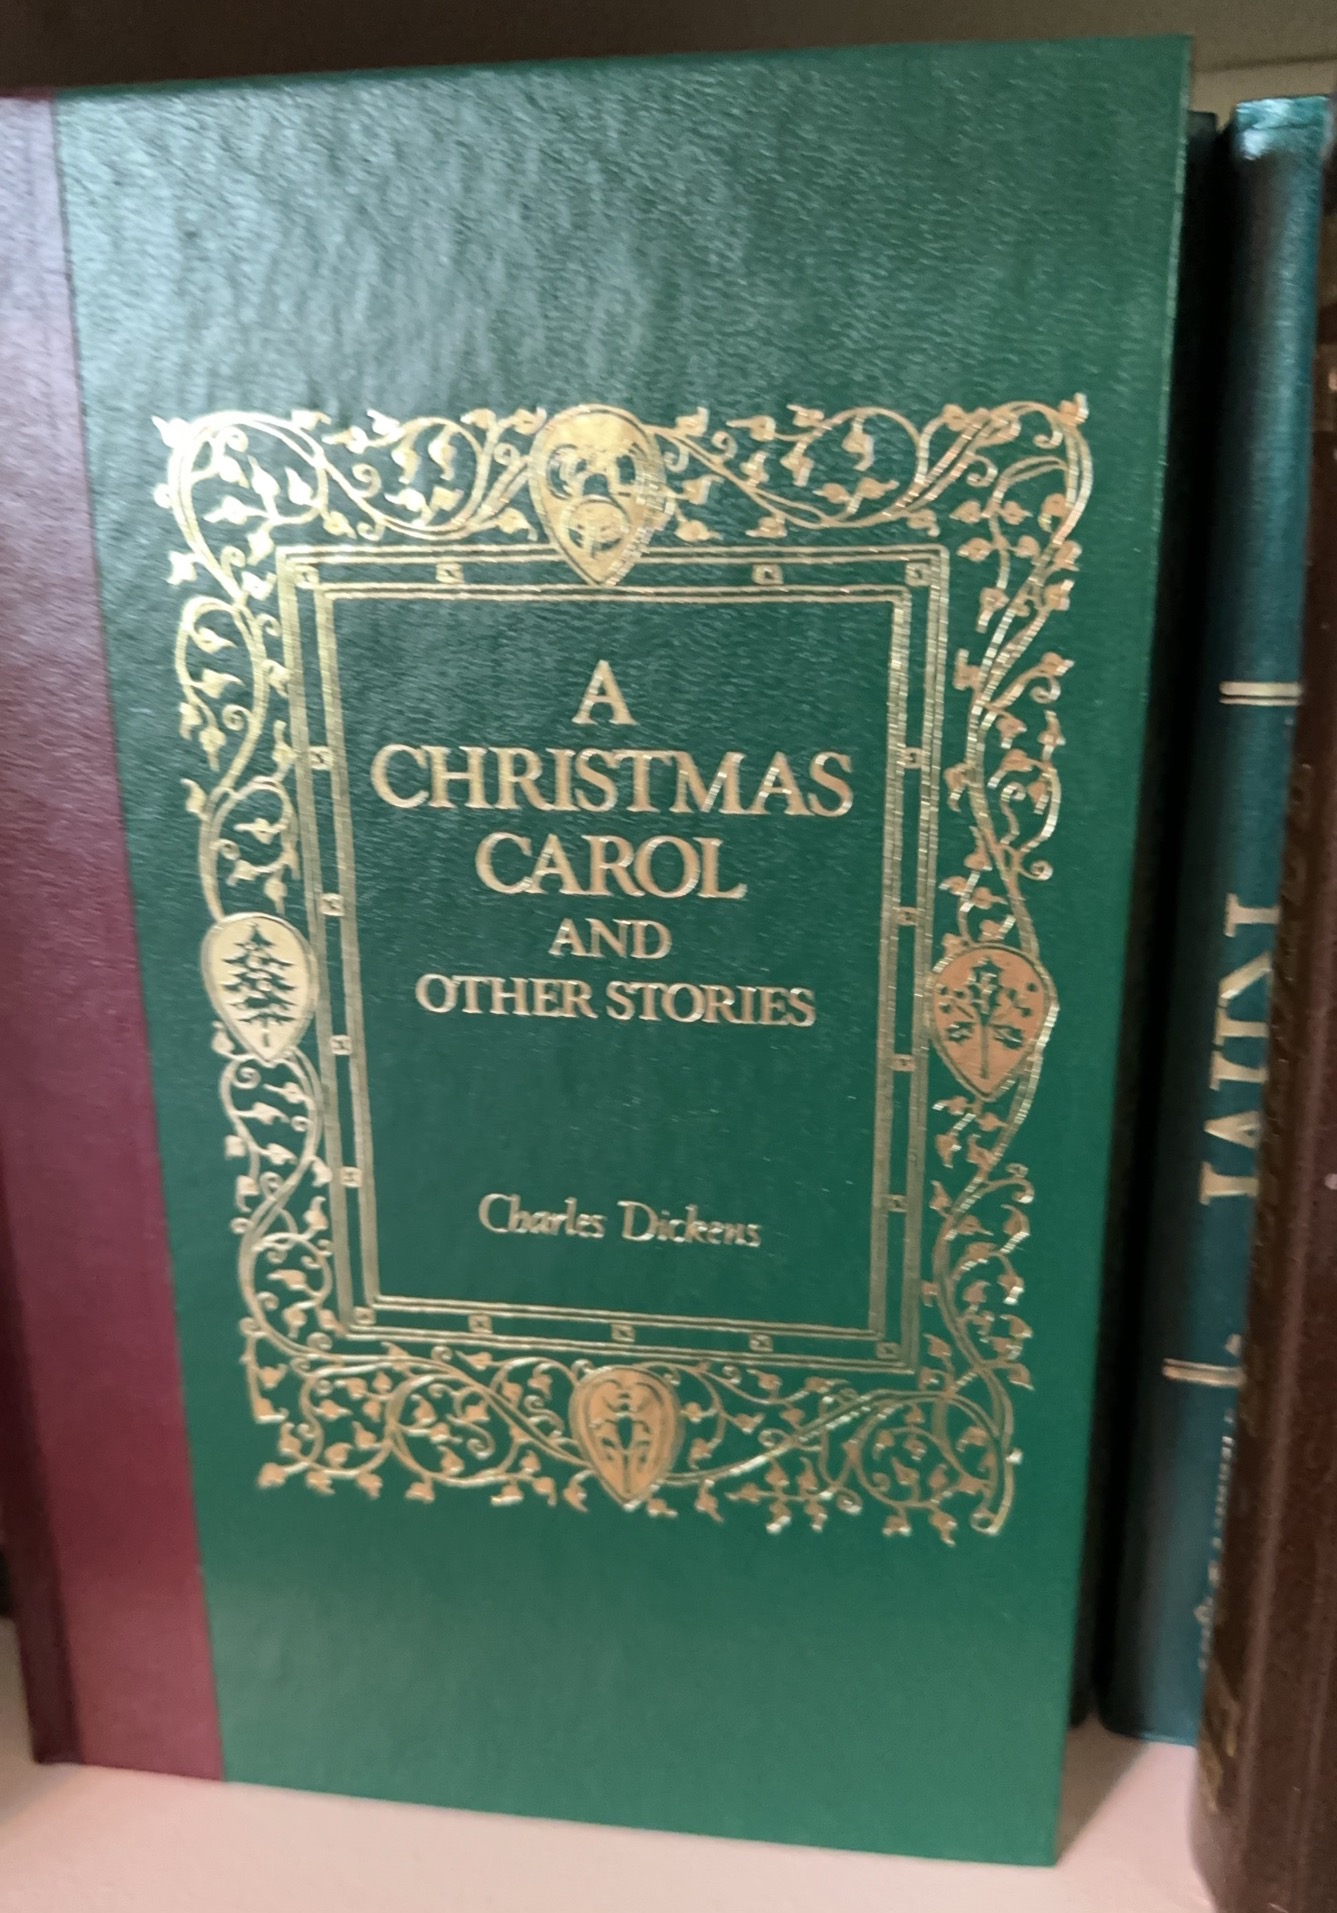 A
CHRISTMAS
CAROL
AND
OTHER STORIES
Charles Dickens